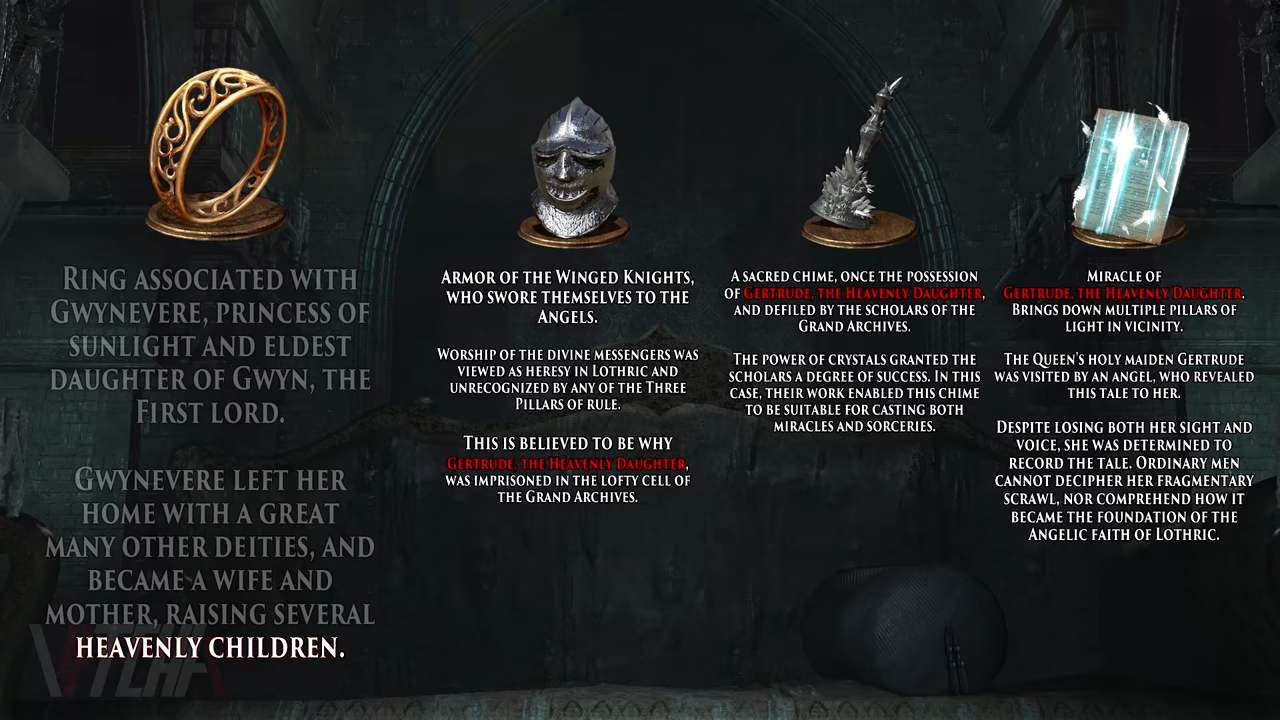 RING ASSOCIATED WITH
GWYNEVERE, PRINCESS OF
SUNLIGHT AND ELDEST
DAUGHTER OF GWYN, THE
FIRST LORD.
GWYNEVERE LEFT HER
HOME WITH A GREAT
MANY OTHER DEITIES, AND
BECAME A WIFE AND
MOTHER, RAISING SEVERAL
HEAVENLY CHILDREN.
ARMOR OF THE WINGED KNIGHTS,
WHO SWORE THEMSELVES TO THE
ANGELS.
WORSHIP OF THE DIVINE MESSENGERS WAS
VIEWED AS HERESY IN LOTHRIC AND
UNRECOGNIZED BY ANY OF THE THREE
PILLARS OF RULE.
THIS IS BELIEVED TO BE WHY
GERTRUDE, THE HEAVENLY DAUGHTER,
WAS IMPRISONED IN THE LOFTY CELL OF
THE GRAND ARCHIVES.
A SACRED CHIME, ONCE THE POSSESSION
OF GERTRUDE, THE HEAVENLY DAUGHTER,
AND DEFILED BY THE SCHOLARS OF THE
GRAND ARCHIVES.
THE POWER OF CRYSTALS GRANTED THE
SCHOLARS A DEGREE OF SUCCESS. IN THIS
CASE, THEIR WORK ENABLED THIS CHIME
TO BE SUITABLE FOR CASTING BOTH
MIRACLES AND SORCERIES.
MIRACLE OF
GERTRUDE, THE HEAVENLY DAUGHTER.
BRINGS DOWN MULTIPLE PILLARS OF
LIGHT IN VICINITY.
THE QUEEN'S HOLY MAIDEN GERTRUDE
WAS VISITED BY AN ANGEL, WHO REVEALED
THIS TALE TO HER.
DESPITE LOSING BOTH HER SIGHT AND
VOICE, SHE WAS DETERMINED TO
RECORD THE TALE. ORDINARY MEN
CANNOT DECIPHER HER FRAGMENTARY
SCRAWL, NOR COMPREHEND HOW IT
BECAME THE FOUNDATION OF THE
ANGELIC FAITH OF LOTHRIC.